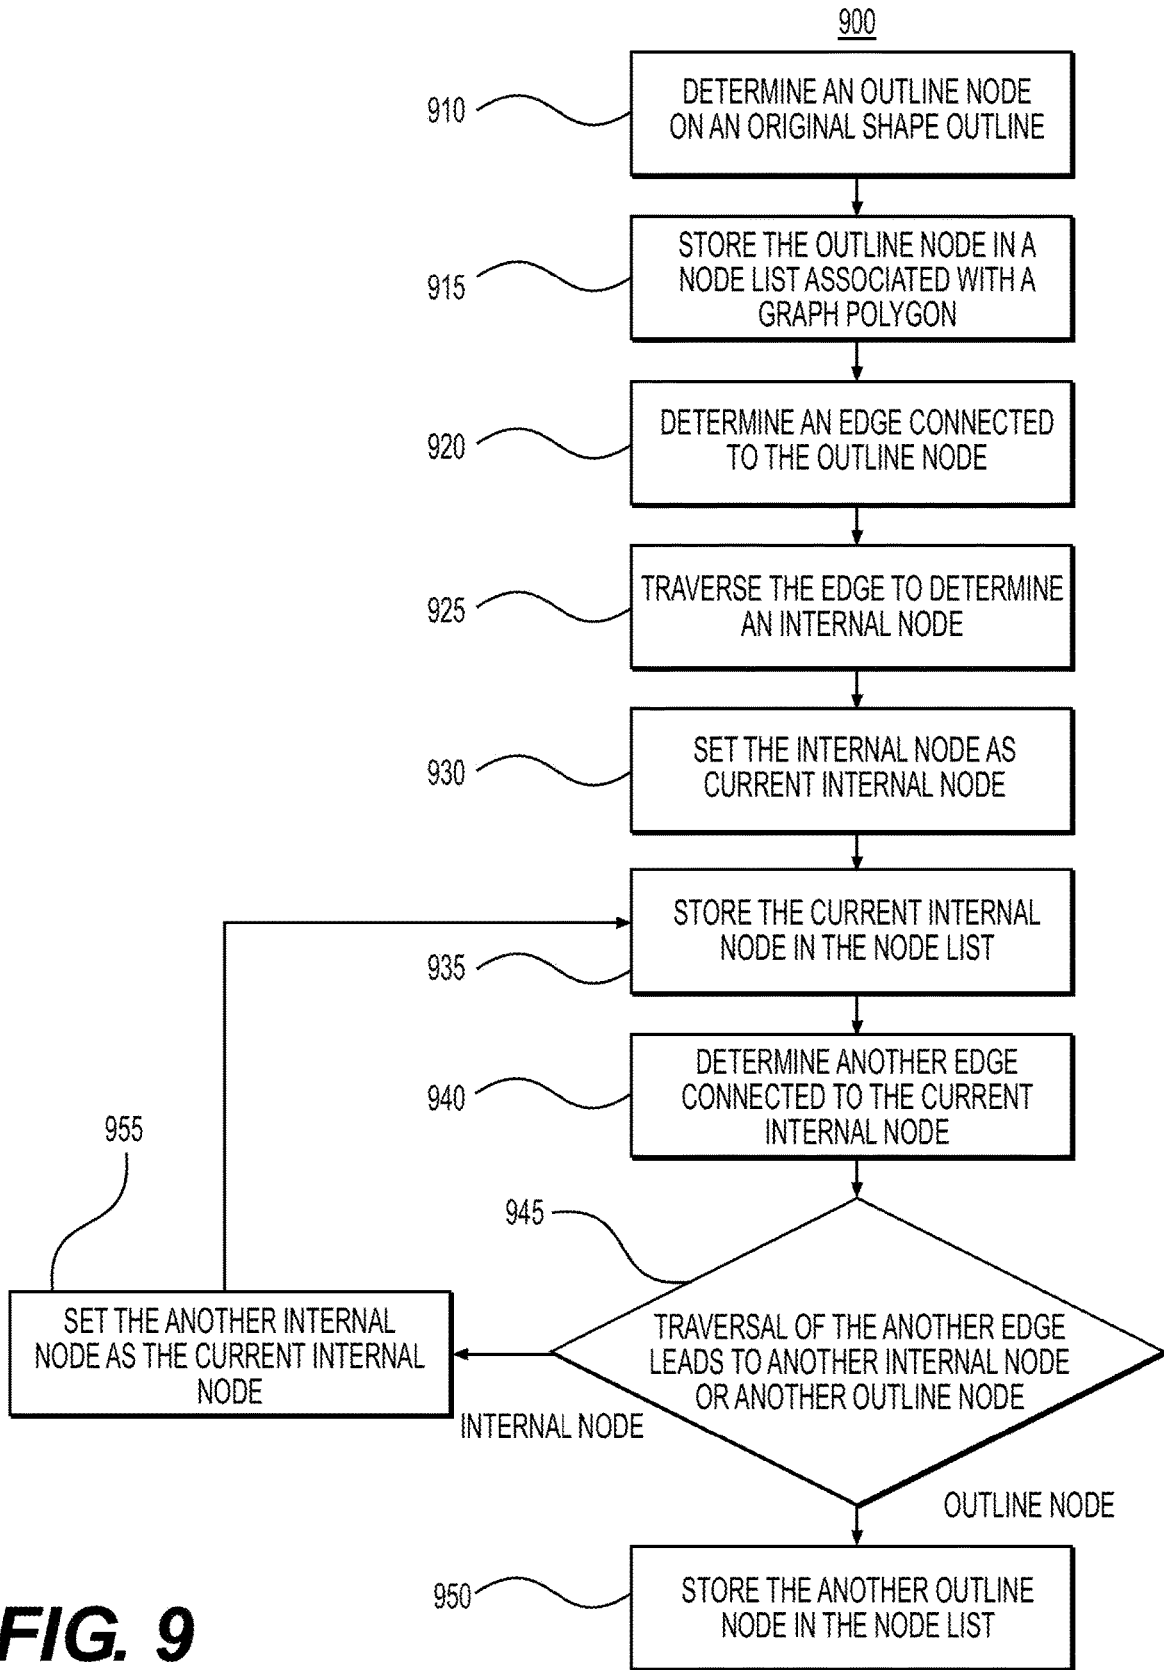 900
910
DETERMINE AN OUTLINE NODE
ON AN ORIGINAL SHAPE OUTLINE
915
STORE THE OUTLINE NODE IN A
NODE LIST ASSOCIATED WITH A
GRAPH POLYGON
920
DETERMINE AN EDGE CONNECTED
TO THE OUTLINE NODE
925
TRAVERSE THE EDGE TO DETERMINE
AN INTERNAL NODE
930
SET THE INTERNAL NODE AS
CURRENT INTERNAL NODE
935
STORE THE CURRENT INTERNAL
NODE IN THE NODE LIST
940
DETERMINE ANOTHER EDGE
CONNECTED TO THE CURRENT
INTERNAL NODE
945
TRAVERSAL OF THE ANOTHER EDGE
LEADS TO ANOTHER INTERNAL NODE
OR ANOTHER OUTLINE NODE
955
SET THE ANOTHER INTERNAL
NODE AS THE CURRENT INTERNAL
NODE
INTERNAL NODE
OUTLINE NODE
950
STORE THE ANOTHER OUTLINE
NODE IN THE NODE LIST
FIG. 9